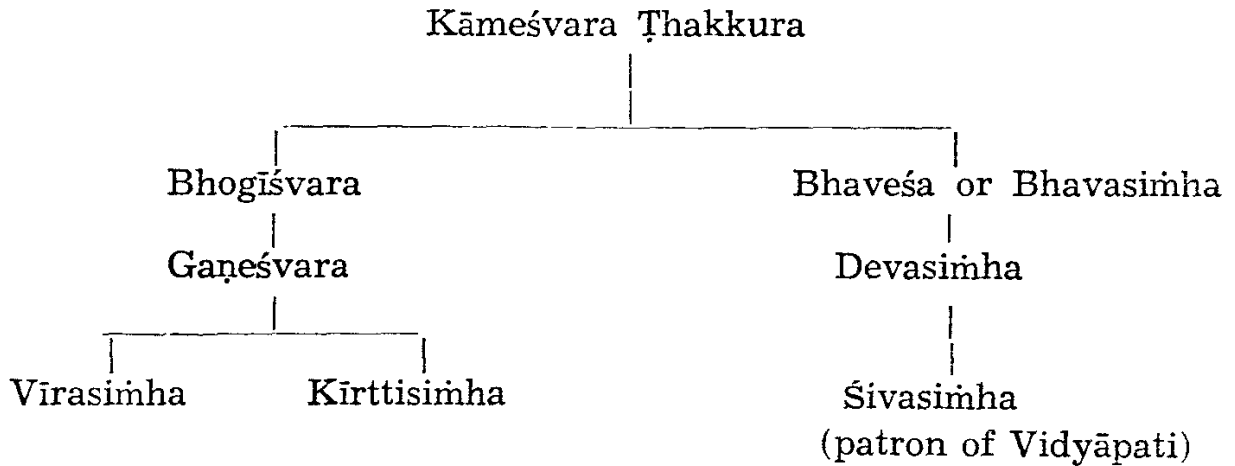 Kāmeśvara Ṭhakkura
Bhogīśvara Bhaveśa or Bhavasiṁha
Gaṇeśvara Devasiṁha
Vīrasiṁha Kīrttisiṁha Śivasiṁha
(patron of Vidyāpati)